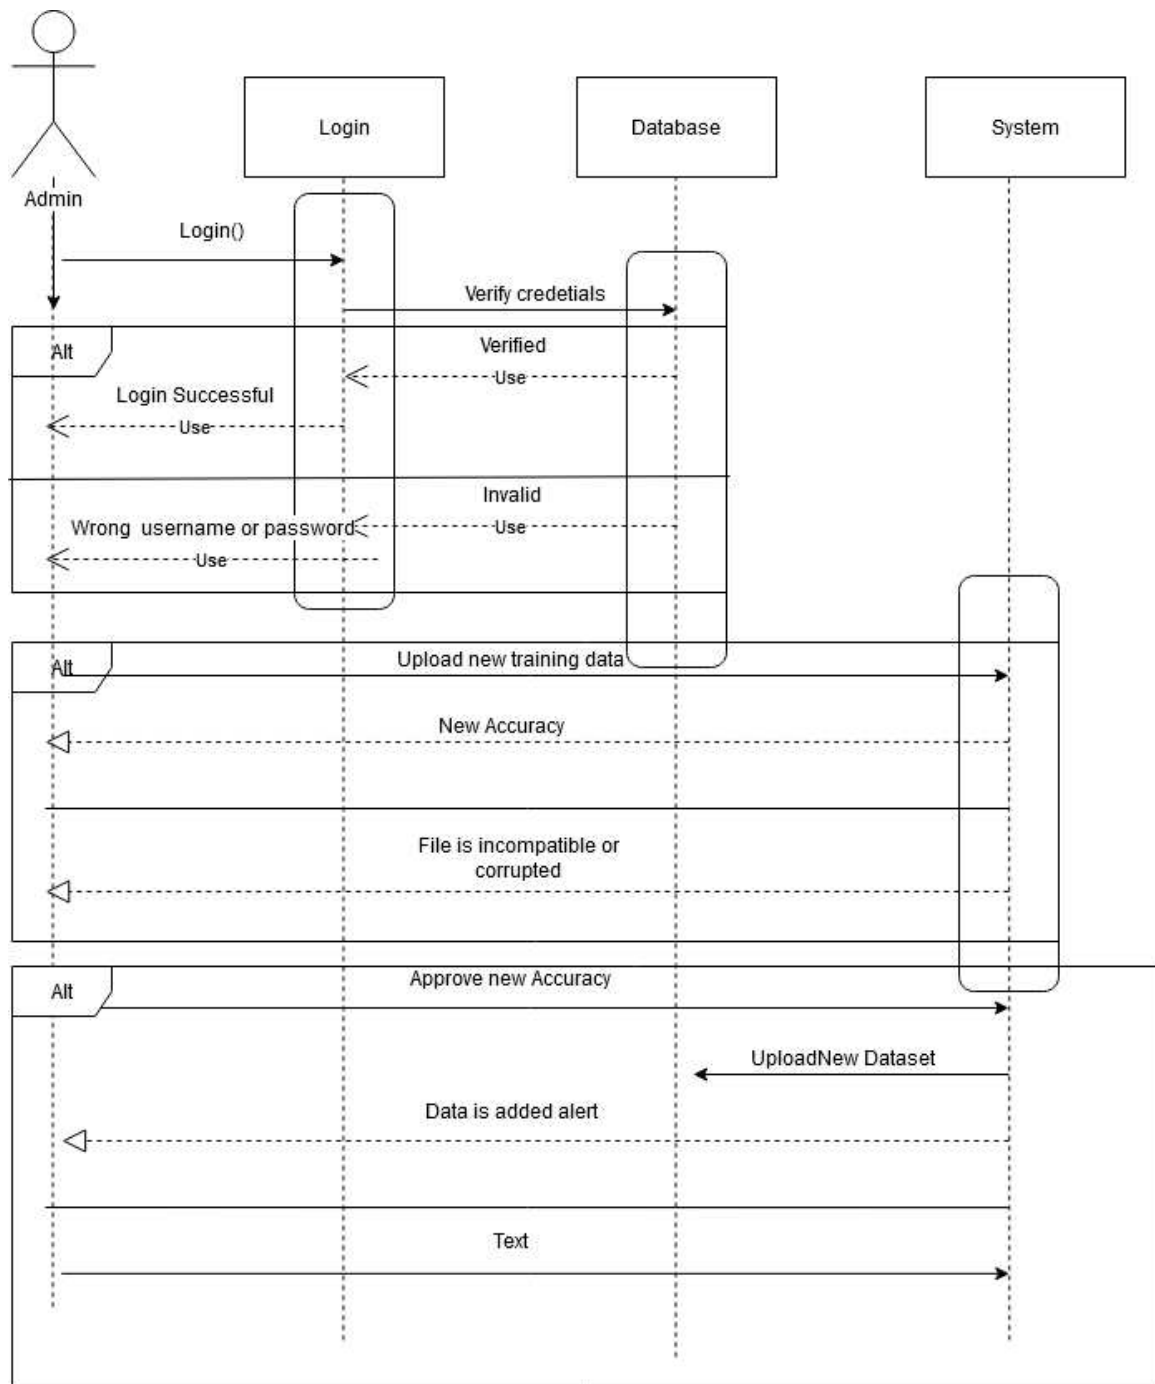 Login
Database
System
Admin
Login()
Verify credetials
Alt
Verified
Use
Login Successful
Use
Invalid
Use
Wrong username or password
Use
Alt
Upload new training data
New Accuracy
File is incompatible or
corrupted
Alt
Approve new Accuracy
UploadNew Dataset
Data is added alert
Text